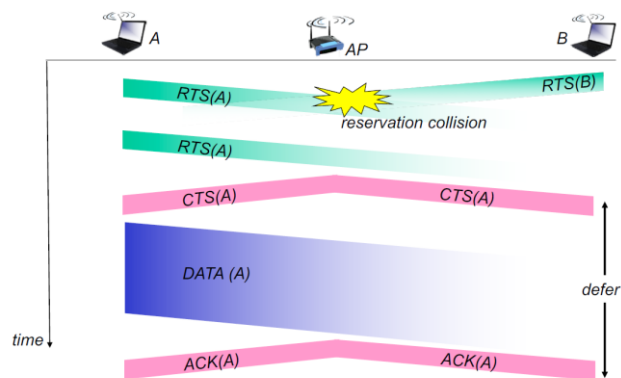 A
AP
B
RTS(A)
RTS(B)
reservation collision
RTS(A)
CTS(A)
CTS(A)
DATA (A)
defer
time
ACK(A)
ACK(A)